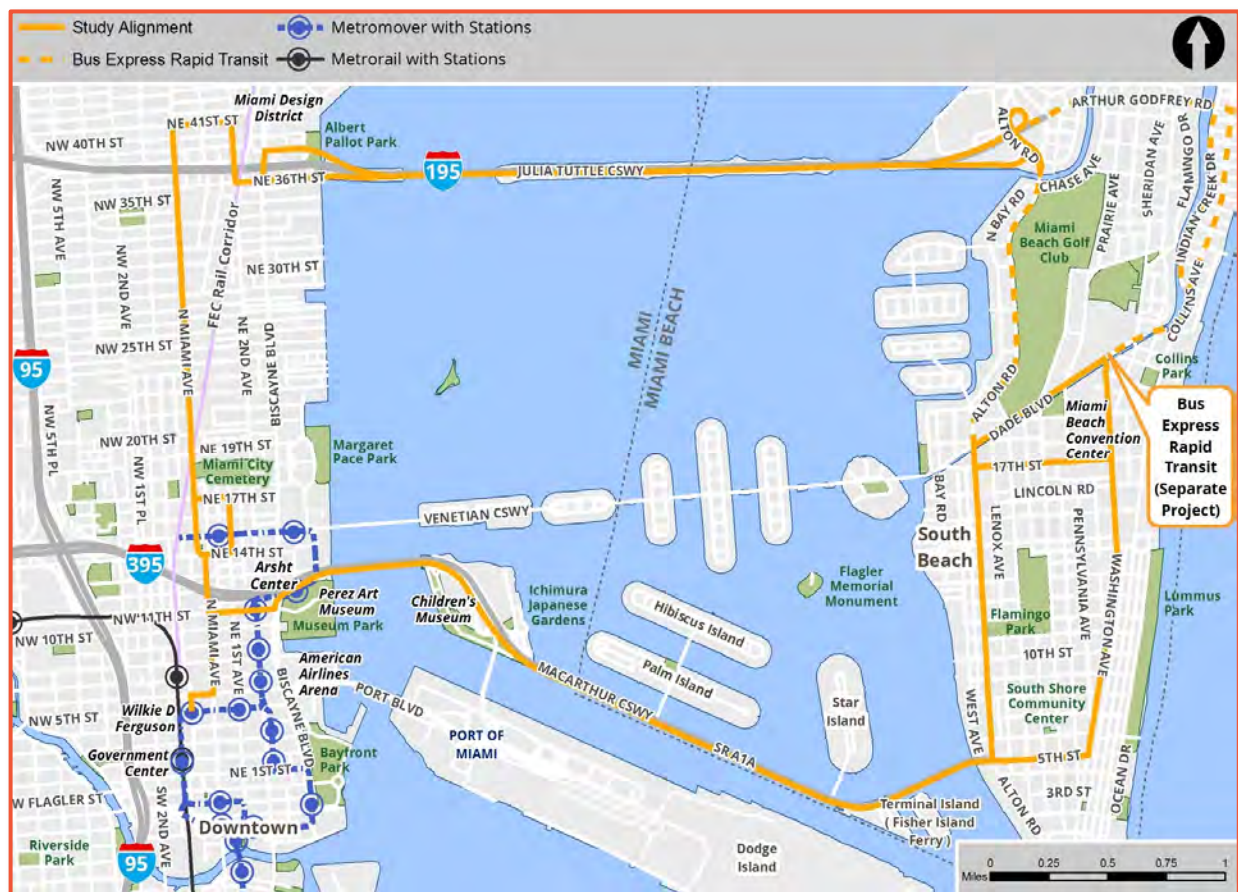 Study Alignment
Metromover with Stations
Bus Express Rapid Transit
Metrorail with Stations
Miami Design
District
NE 41ST ST
Albert
Pallot Park
NW 40TH ST
195
JULIA TUTTLE CSWY
NE 36TH ST
ARTHUR GODFREY RD
ALTON RD
CHASE AVE
N BAY RD
PRAIRIE AVE
SHERIDAN AVE
FLAMINGO DR
INDIAN CREEK DR
NW 35TH ST
NW 5TH AVE
NW 2ND AVE
FEC Rail Corridor
NE 30TH ST
Miami
Beach Golf
Club
N MIAMI AVE
NE 2ND AVE
BISCAYNE BLVD
MIAMI
MIAMI BEACH
NW 25TH ST
COLLINS AVE
Collins
Park
95
ALTON RD
DADE BLVD
Miami
Beach
Convention
Center
Bus
Express
Rapid
Transit
(Separate
Project)
NW 5TH PL
NW 20TH ST
NE 19TH ST
Miami City
Cemetery
Margaret
Pace Park
NW 1ST PL
NE 17TH ST
17TH ST
BAY RD
LINCOLN RD
VENETIAN CSWY
South
Beach
LENOX AVE
PENNSYLVANIA AVE
WASHINGTON AVE
395
NE 14TH ST
Arsht
Center
Perez Art
Museum
Museum Park
Children's
Museum
Ichimura
Japanese
Gardens
Flagler
Memorial
Monument
Lummus
Park
NW 11TH ST
NW 10TH ST
N MIAMI AVE
NE 1ST AVE
Hibiscus Island
Palm Island
Flamingo
Park
10TH ST
American
Airlines
Arena
BISCAYNE BLVD
PORT BLVD
MACARTHUR CSWY
Star
Island
WEST AVE
South Shore
Community
Center
NW 5TH ST
Wilkie D
Ferguson
Government
Center
PORT OF
MIAMI
SR A1A
5TH ST
OCEAN DR
Bayfront
Park
NE 1ST ST
W FLAGLER ST
SW 2ND AVE
Downtown
3RD ST
ALTON RD
Terminal Island
( Fisher Island
Ferry )
Riverside
Park
95
Dodge
Island
0 0.25 0.5 0.75 1
Miles